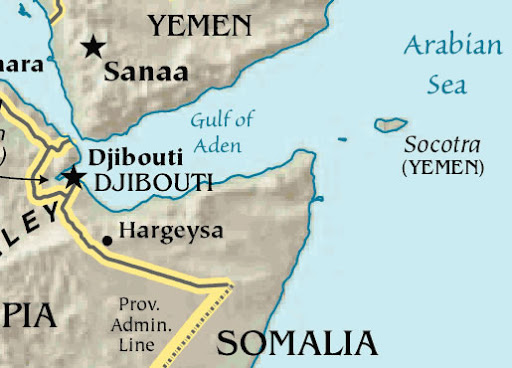 YEMEN
Arabian
Sea
Sanaa
Gulf of
Aden
Socotra
(YEMEN)
Djibouti
DJIBOUTI
Hargeysa
Prov.
Admin.
Line
SOMALIA